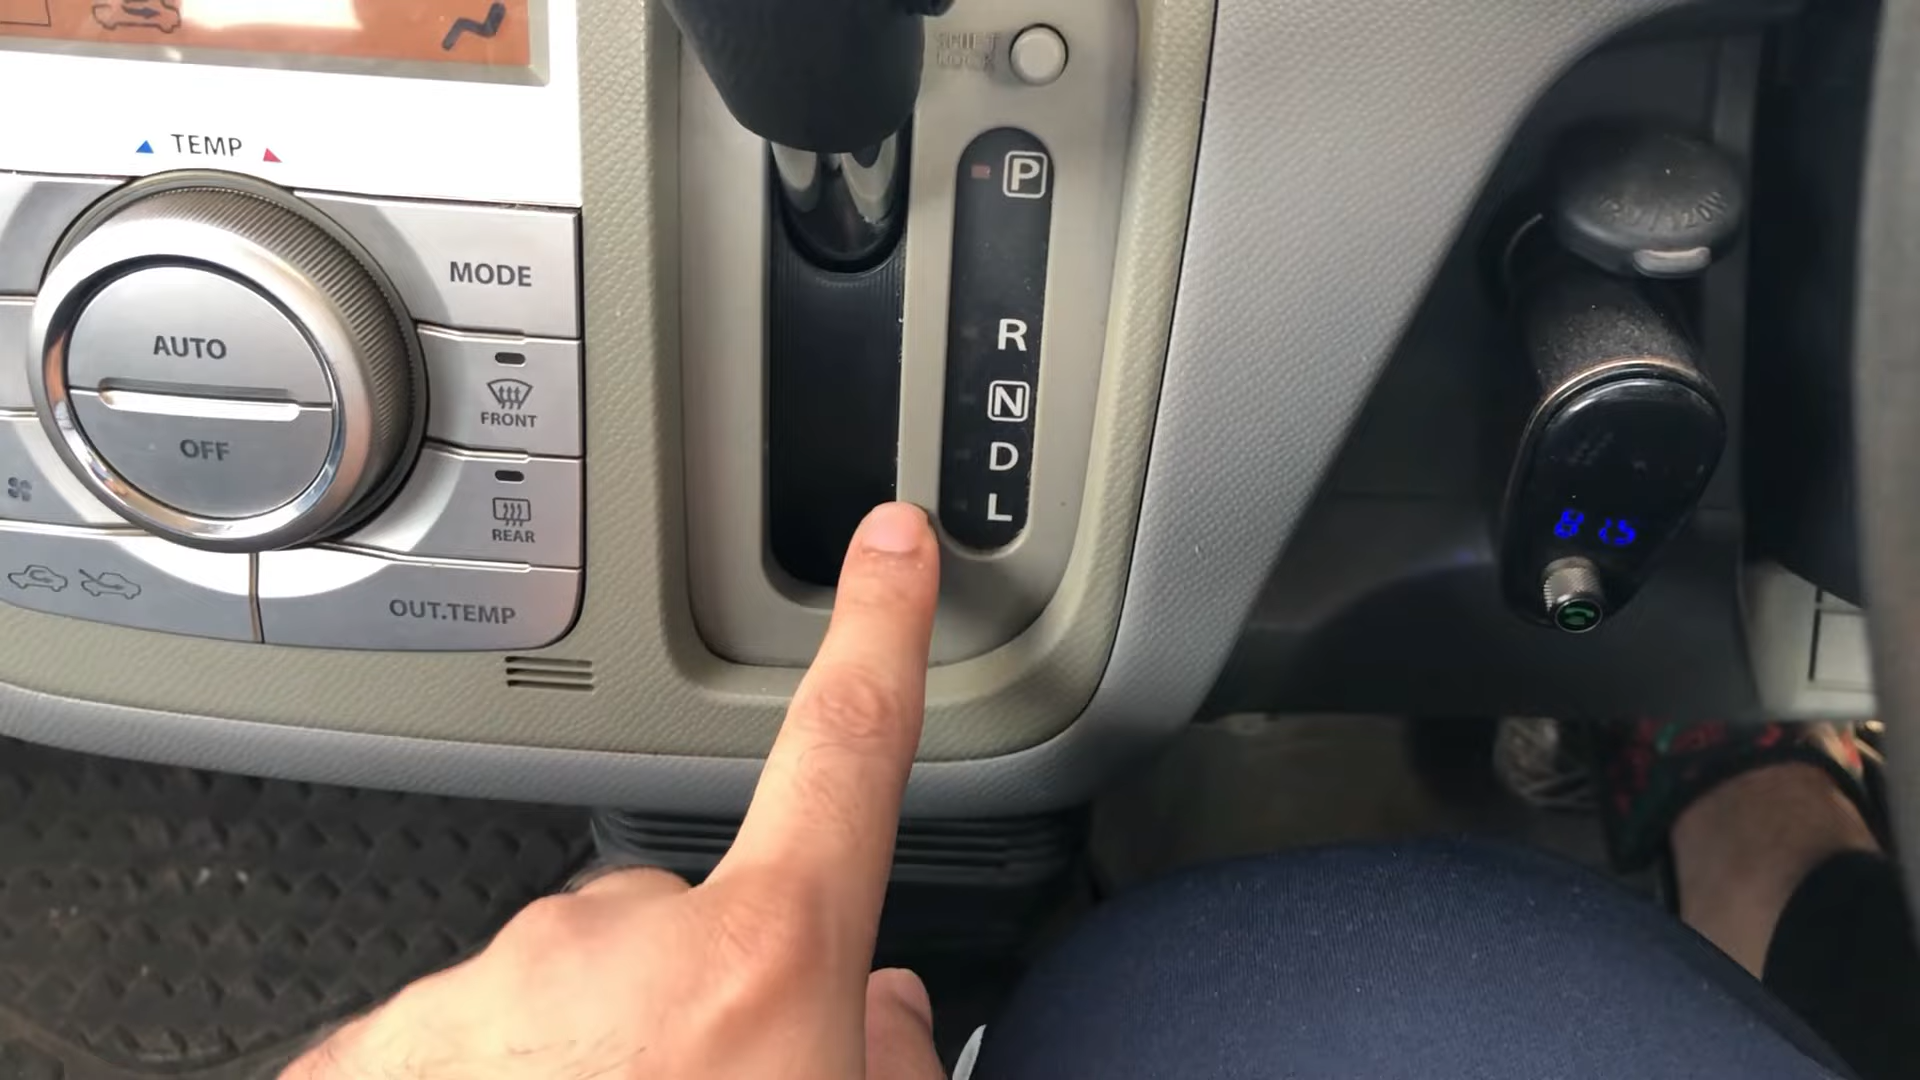 SHIFT
LOCK
TEMP
P
MODE
AUTO
R
FRONT
N
OFF
D
REAR
L
OUT.TEMP